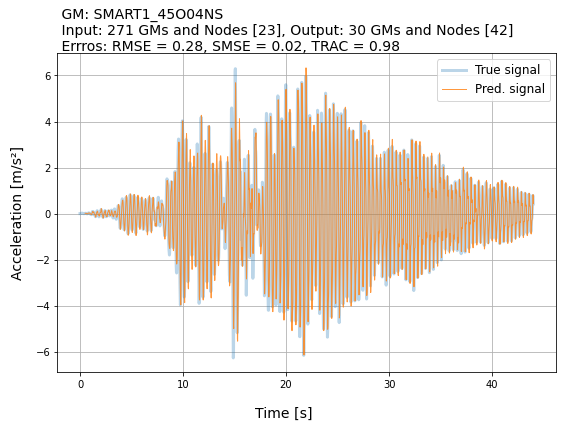 GM: SMART1_45O04NS
Input: 271 GMs and Nodes [23], Output: 30 GMs and Nodes [42]
Errros: RMSE = 0.28, SMSE = 0.02, TRAC = 0.98
True signal
Pred. signal
Acceleration [m/s²]
6
4
2
0
−2
−4
−6
0 10 20 30 40
Time [s]